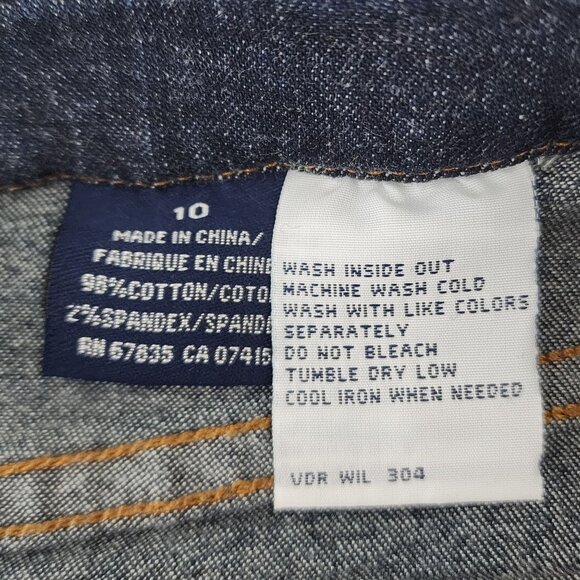 10
MADE IN CHINA/
FABRIQUE EN CHINE
98%COTTON/COTO
2%SPANDEX/SPAND
RN 67835 CA 07415
WASH INSIDE OUT
MACHINE WASH COLD
WASH WITH LIKE COLORS
SEPARATELY
DO NOT BLEACH
TUMBLE DRY LOW
COOL IRON WHEN NEEDED
VDR WIL 304